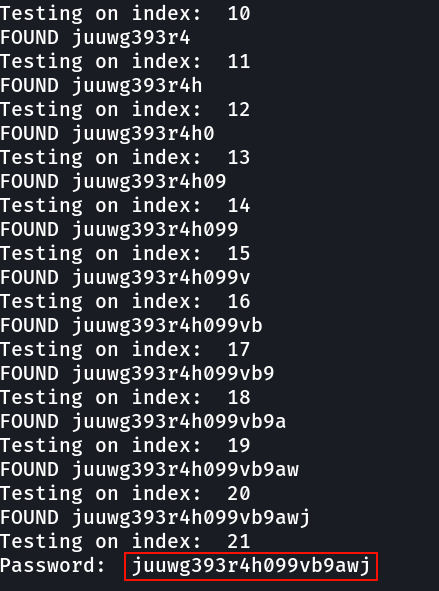 Testing on index:  10
FOUND juuwg393r4
Testing on index:  11
FOUND juuwg393r4h
Testing on index:  12
FOUND juuwg393r4h0
Testing on index:  13
FOUND juuwg393r4h09
Testing on index:  14
FOUND juuwg393r4h099
Testing on index:  15
FOUND juuwg393r4h099v
Testing on index:  16
FOUND juuwg393r4h099vb
Testing on index:  17
FOUND juuwg393r4h099vb9
Testing on index:  18
FOUND juuwg393r4h099vb9a
Testing on index:  19
FOUND juuwg393r4h099vb9aw
Testing on index:  20
FOUND juuwg393r4h099vb9awj
Testing on index:  21
Password:  juuwg393r4h099vb9awj